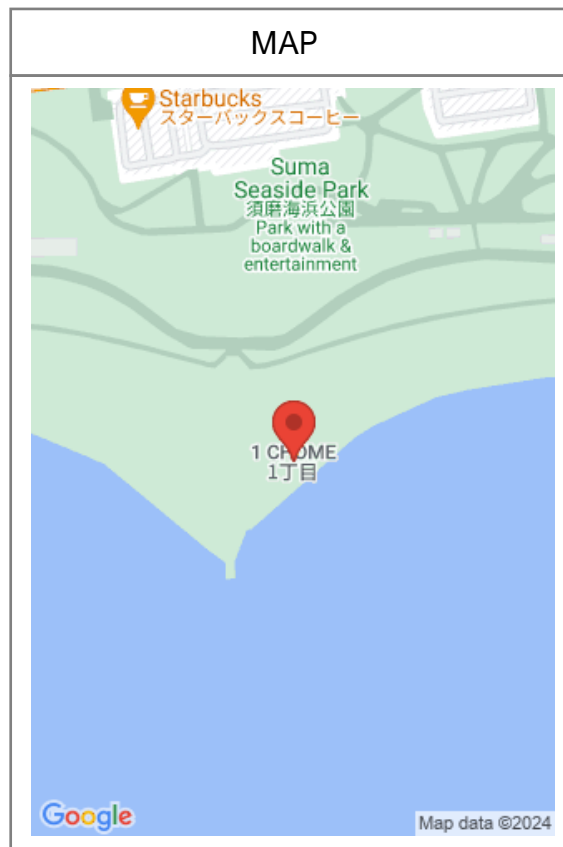 MAP
Starbucks
スターバックスコーヒー
Suma
Seaside Park
須磨海浜公園
Park with a
boardwalk &
entertainment
1 CHOME
1丁目
Google
Map data ©2024